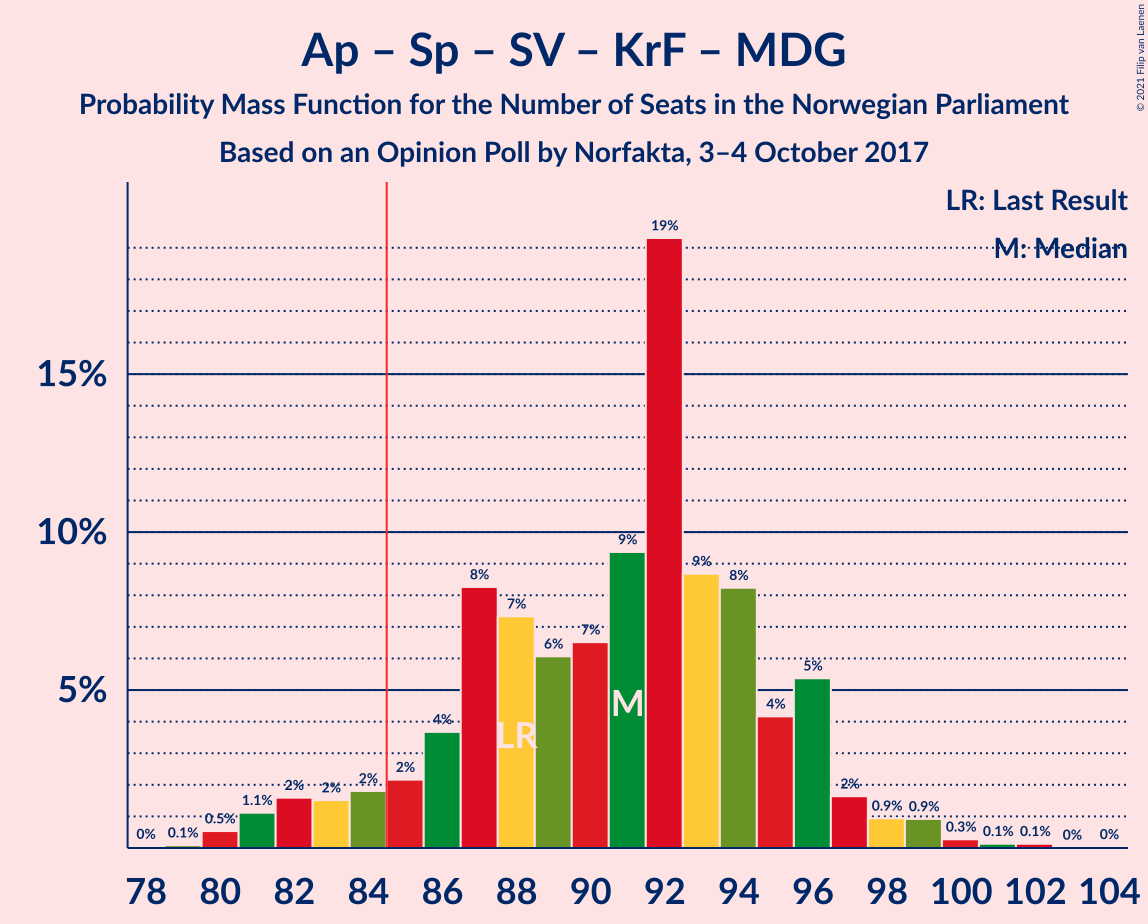 Ap – Sp – SV – KrF – MDG
Probability Mass Function for the Number of Seats in the Norwegian Parliament
Based on an Opinion Poll by Norfakta, 3–4 October 2017
© 2021 Filip van Laenen
LR: Last Result
M: Median
15%
10%
5%
0% 0.1% 0.5% 1.1% 2% 2% 2% 2% 4% 8% 7% 6% 7% 9% 19% 9% 8% 4% 5% 2% 0.9% 0.9% 0.3% 0.1% 0.1% 0% 0%
LR M
78 80 82 84 86 88 90 92 94 96 98 100 102 104